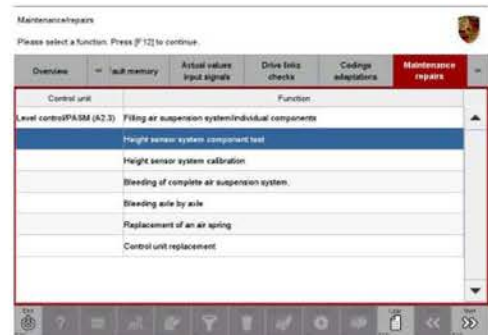 Maintenance/repairs
Please select a function. Press [F12] to continue.
Overview
ault memory
Actual values
input signals
Drive links
checks
Codings
adaptations
Maintenance
repairs
Control unit
Function
Level control/PASM (A2.3) Filling air suspension system/individual components
Height sensor system component test
Height sensor system calibration
Bleeding of complete air suspension system.
Bleeding axle by axle
Replacement of an air spring
Control unit replacement